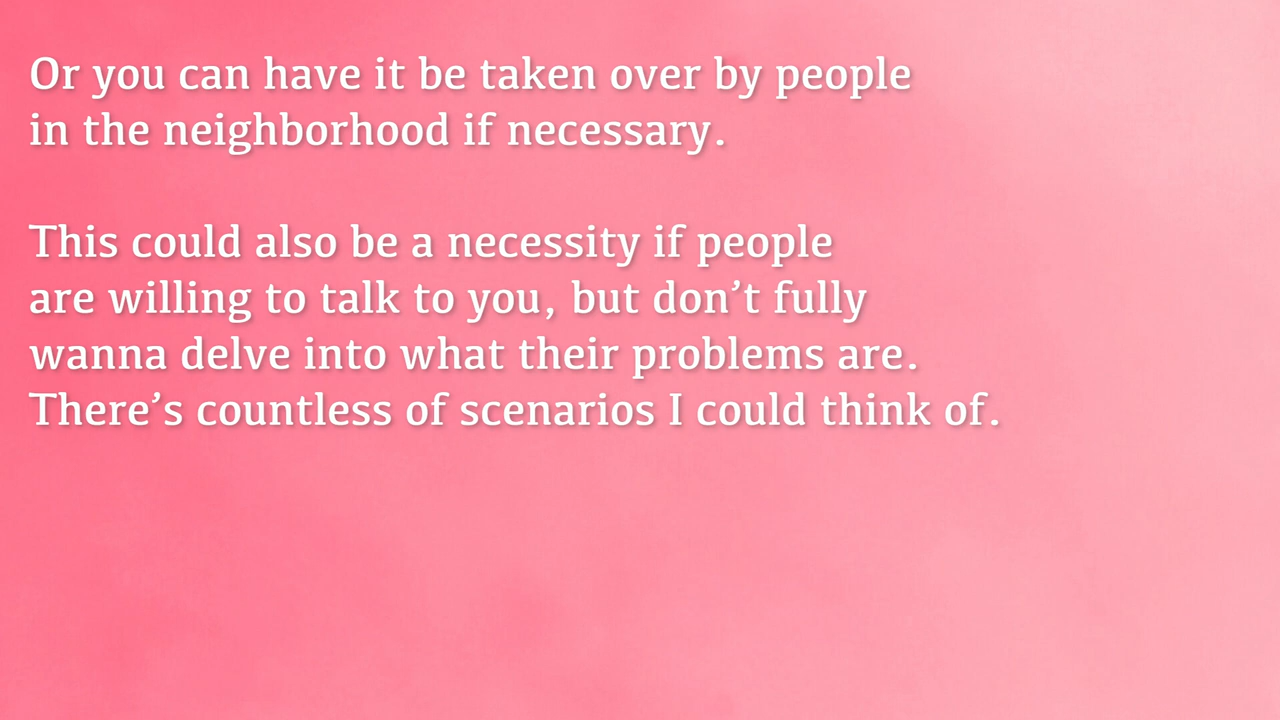 Or you can have it be taken over by people
in the neighborhood if necessary.
This could also be a necessity if people
are willing to talk to you, but don’t fully
wanna delve into what their problems are.
There’s countless of scenarios I could think of.